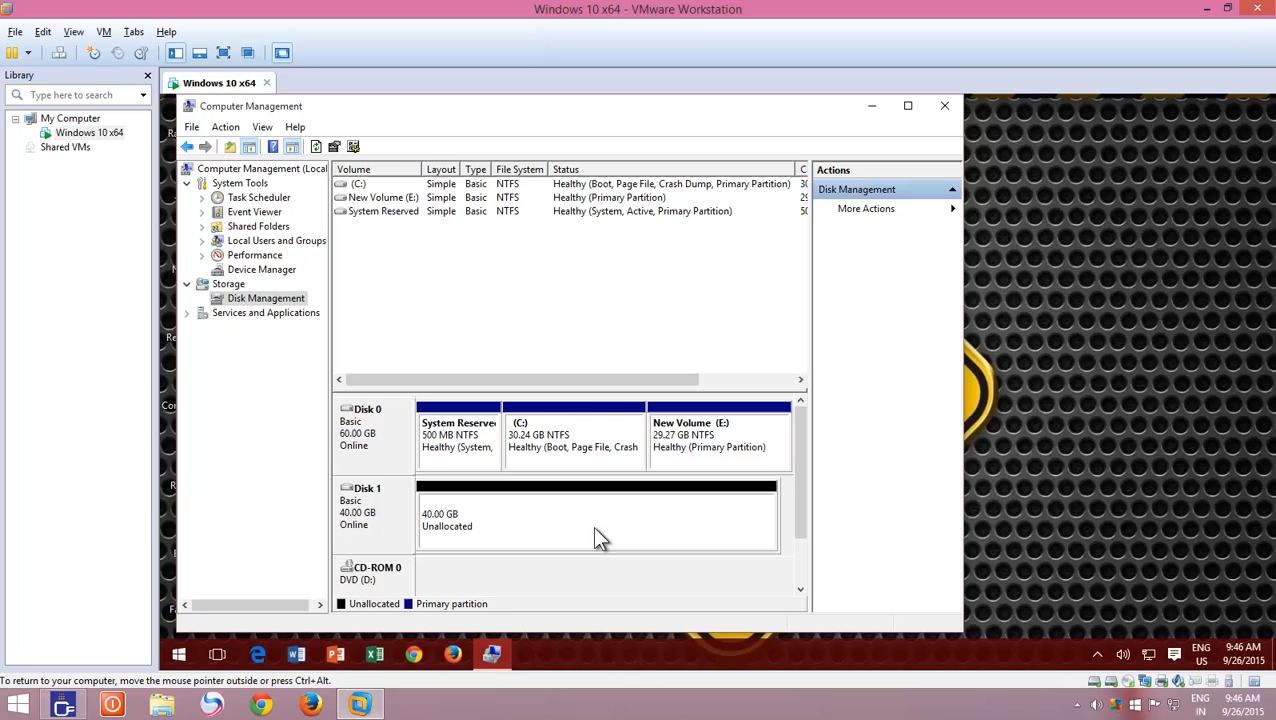 Windows 10 x64 - VMware Workstation
File Edit View VM Tabs Help
Library
Type here to search
My Computer
Windows 10 x64
Shared VMs
Windows 10 x64
Computer Management
File Action View Help
Computer Management (Local
System Tools
Task Scheduler
Event Viewer
Shared Folders
Local Users and Groups
Performance
Device Manager
Storage
Disk Management
Services and Applications
Volume Layout Type File System Status C
(C:) Simple Basic NTFS Healthy (Boot, Page File, Crash Dump, Primary Partition) 30
New Volume (E:) Simple Basic NTFS Healthy (Primary Partition) 29
System Reserved Simple Basic NTFS Healthy (System, Active, Primary Partition) 50
Actions
Disk Management
More Actions
Disk 0
Basic
60.00 GB
Online
System Reserve
500 MB NTFS
Healthy (System,
(C:)
30.24 GB NTFS
Healthy (Boot, Page File, Crash
New Volume (E:)
29.27 GB NTFS
Healthy (Primary Partition)
Disk 1
Basic
40.00 GB
Online
40.00 GB
Unallocated
CD-ROM 0
DVD (D:)
Unallocated Primary partition
ENG
US
9:46 AM
9/26/2015
To return to your computer, move the mouse pointer outside or press Ctrl+Alt.
ENG
IN
9:46 AM
9/26/2015